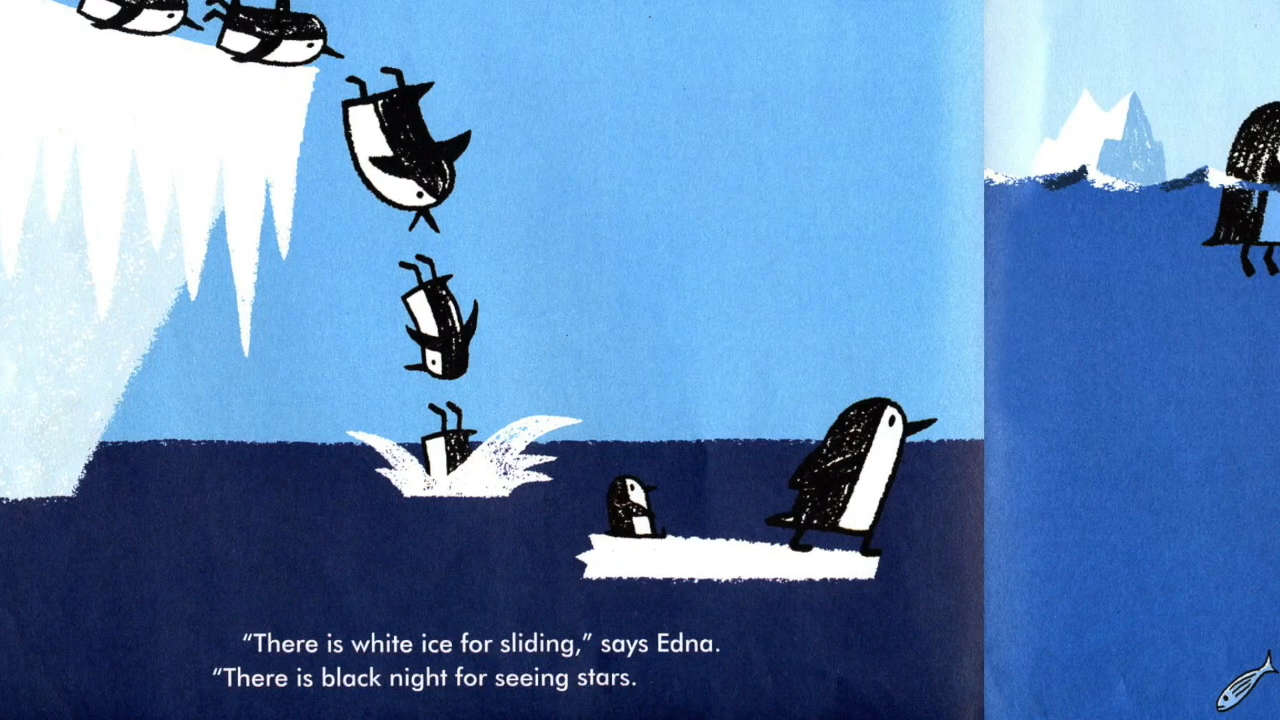 “There is white ice for sliding,” says Edna.
“There is black night for seeing stars.